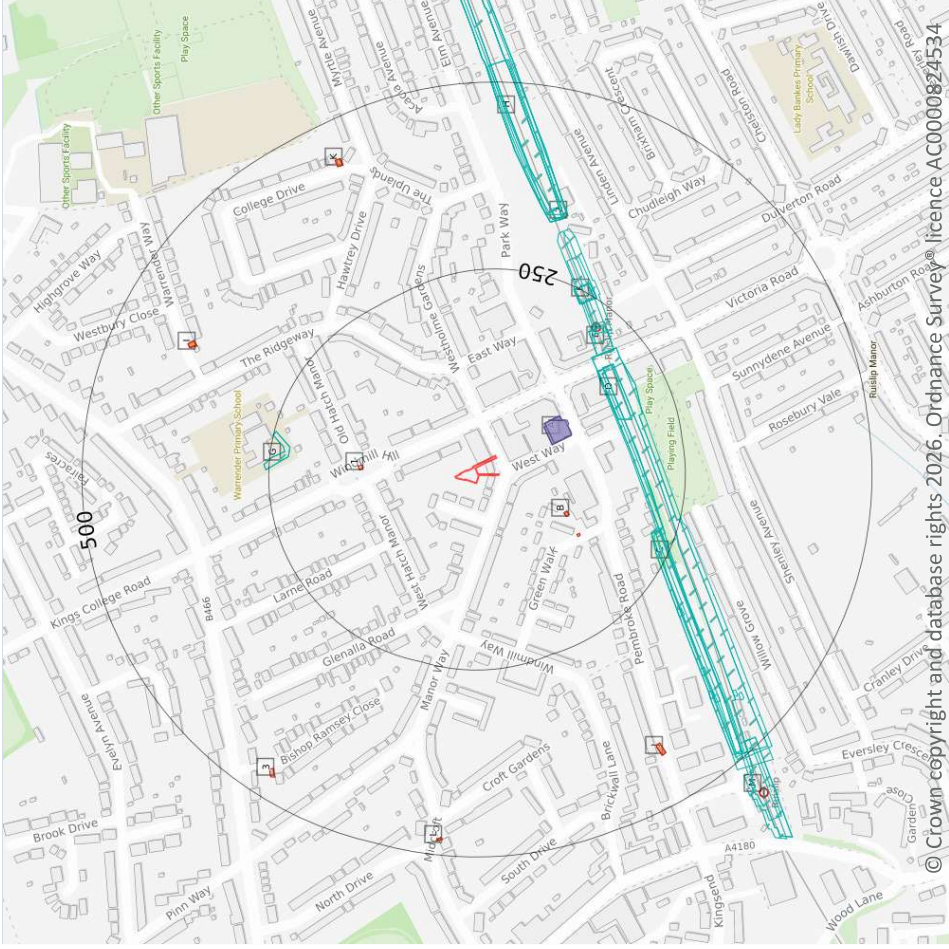 Other Sports Facility
Play Space
Other Sports Facility
Myrtle Avenue
Acacia Avenue
Elm Avenue
Linden Avenue
Brixham Crescent
Chelston Road
Lady Bankes Primary
School
Dawlish Drive
Highgrove Way
Warrender Way
Westbury Close
College Drive
K
The Uplands
Hawtrey Drive
Park Way
H
Chudleigh Way
Dulverton Road
The Ridgeway
J
Westholme Gardens
250
East Way
Victoria Road
Ashburton Road
Sunnydene Avenue
Ruislip Manor
Rosebury Vale
Fairacres
Warrender Primary School
G
Old Hatch Manor
Windmill Hill
West Way
D
Play Space
Playing Field
500
Kings College Road
B466
Larne Road
West Hatch Manor
B
Green Walk
Shenley Avenue
Glenalla Road
Windmill Way
Pembroke Road
Willow Grove
Cranley Drive
Evelyn Avenue
Bishop Ramsey Close
3
Manor Way
Croft Gardens
Brickwall Lane
I
Eversley Crescent
Brook Drive
Midcroft
South Drive
A4180
Ruislip
Close
Garden
Pinn Way
North Drive
Kingsend
Wood Lane
© Crown copyright and database rights 2026. Ordnance Survey® licence AC0000824534